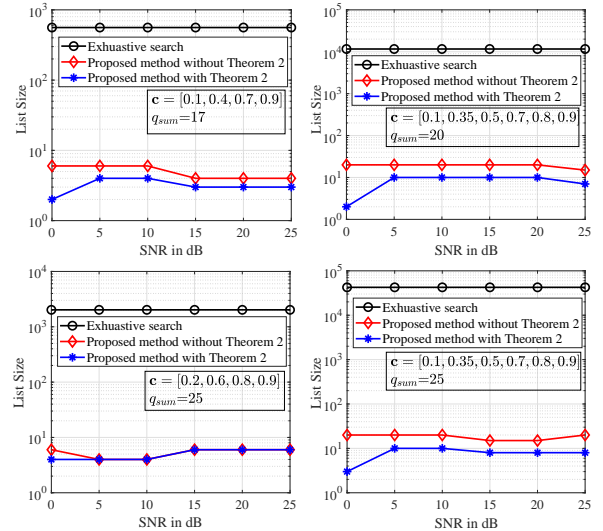 10^3
Exhuastive search
Proposed method without Theorem 2
Proposed method with Theorem 2
c = [0.1, 0.4, 0.7, 0.9]
q_sum=17
10^2
10^1
10^0
List Size
0 5 10 15 20 25
SNR in dB
10^5
10^4
Exhuastive search
Proposed method without Theorem 2
Proposed method with Theorem 2
c = [0.1, 0.35, 0.5, 0.7, 0.8, 0.9
q_sum=20
10^3
10^2
10^1
10^0
List Size
0 5 10 15 20 25
SNR in dB
10^4
Exhuastive search
Proposed method without Theorem 2
Proposed method with Theorem 2
c = [0.2, 0.6, 0.8, 0.9]
q_sum=25
10^3
10^2
10^1
10^0
List Size
0 5 10 15 20 25
SNR in dB
10^5
Exhuastive search
Proposed method without Theorem 2
Proposed method with Theorem 2
c = [0.1, 0.35, 0.5, 0.7, 0.8, 0.9]
q_sum=25
10^4
10^3
10^2
10^1
10^0
List Size
0 5 10 15 20 25
SNR in dB